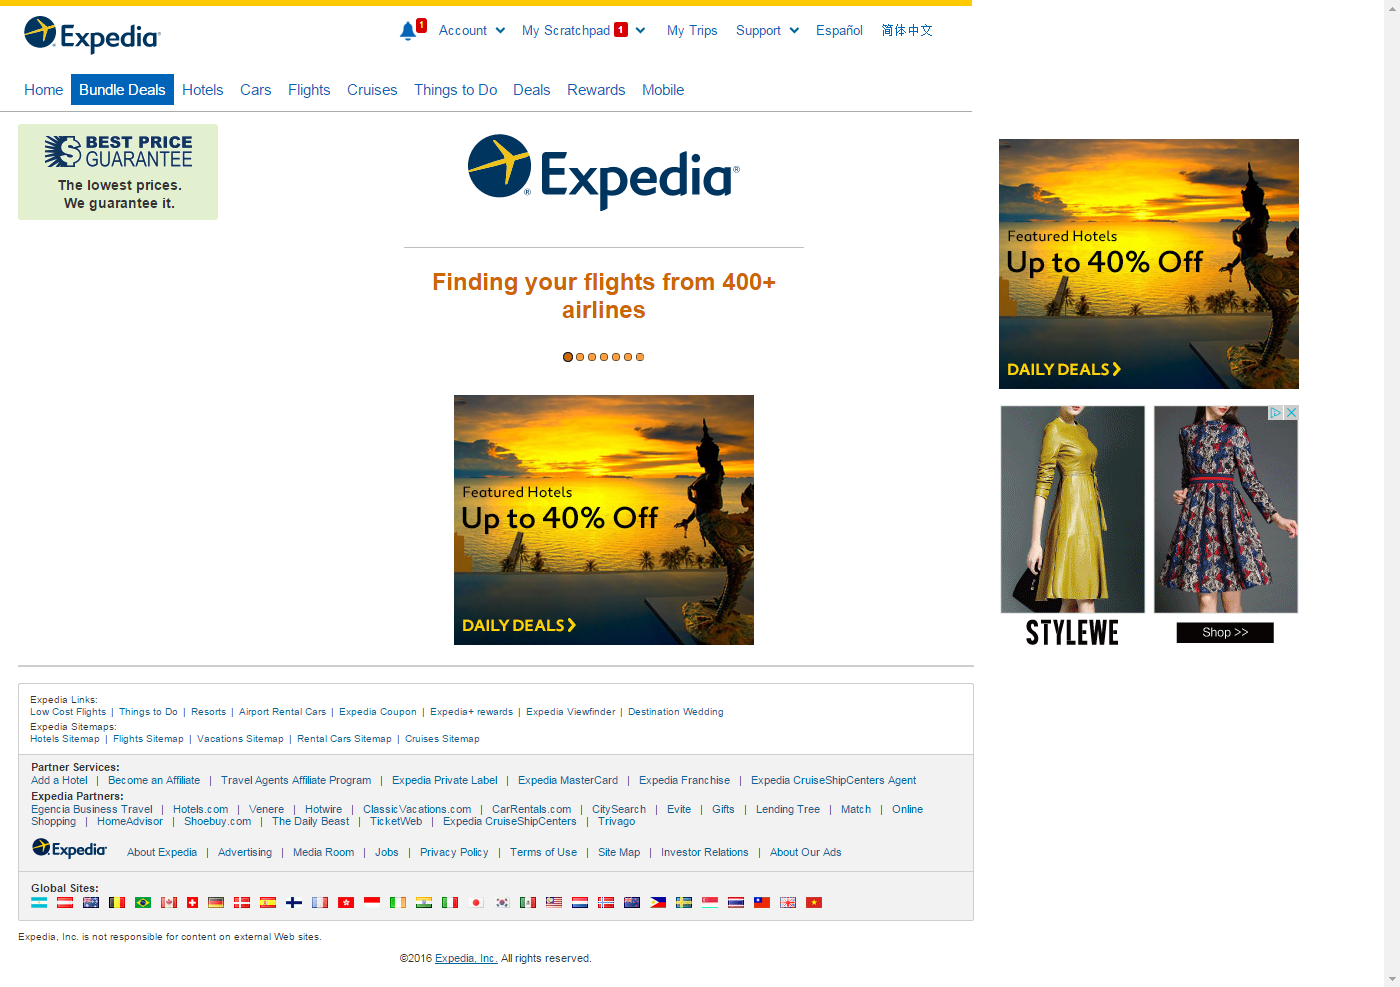 Expedia®
1 Account My Scratchpad 1 My Trips Support Español 简体中文
Home Bundle Deals Hotels Cars Flights Cruises Things to Do Deals Rewards Mobile
BEST PRICE
GUARANTEE
The lowest prices.
We guarantee it.
Expedia®
Finding your flights from 400+
airlines
Featured Hotels
Up to 40% Off
DAILY DEALS
Featured Hotels
Up to 40% Off
DAILY DEALS
STYLEWE
Shop >>
Expedia Links:
Low Cost Flights | Things to Do | Resorts | Airport Rental Cars | Expedia Coupon | Expedia+ rewards | Expedia Viewfinder | Destination Wedding
Expedia Sitemaps:
Hotels Sitemap | Flights Sitemap | Vacations Sitemap | Rental Cars Sitemap | Cruises Sitemap
Partner Services:
Add a Hotel | Become an Affiliate | Travel Agents Affiliate Program | Expedia Private Label | Expedia MasterCard | Expedia Franchise | Expedia CruiseShipCenters Agent
Expedia Partners:
Egencia Business Travel | Hotels.com | Venere | Hotwire | ClassicVacations.com | CarRentals.com | CitySearch | Evite | Gifts | Lending Tree | Match | Online
Shopping | HomeAdvisor | Shoebuy.com | The Daily Beast | TicketWeb | Expedia CruiseShipCenters | Trivago
Expedia About Expedia | Advertising | Media Room | Jobs | Privacy Policy | Terms of Use | Site Map | Investor Relations | About Our Ads
Global Sites:
Expedia, Inc. is not responsible for content on external Web sites.
©2016 Expedia, Inc. All rights reserved.